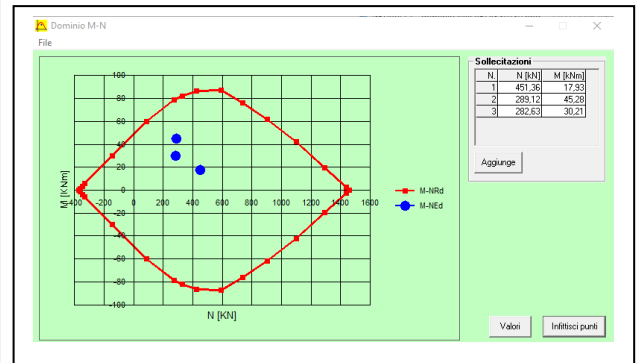 Dominio M-N
File
Sollecitazioni
N. N [kN] M [kNm]
1 451,36 17,93
2 289,12 45,28
3 282,63 30,21
Aggiunge
100
80
60
40
20
0
-20
-40
-60
-80
-100
-400 -200 0 200 400 600 800 1000 1200 1400 1600
M [KNm]
N [KN]
M-NRd
M-NEd
Valori
Infittisci punti